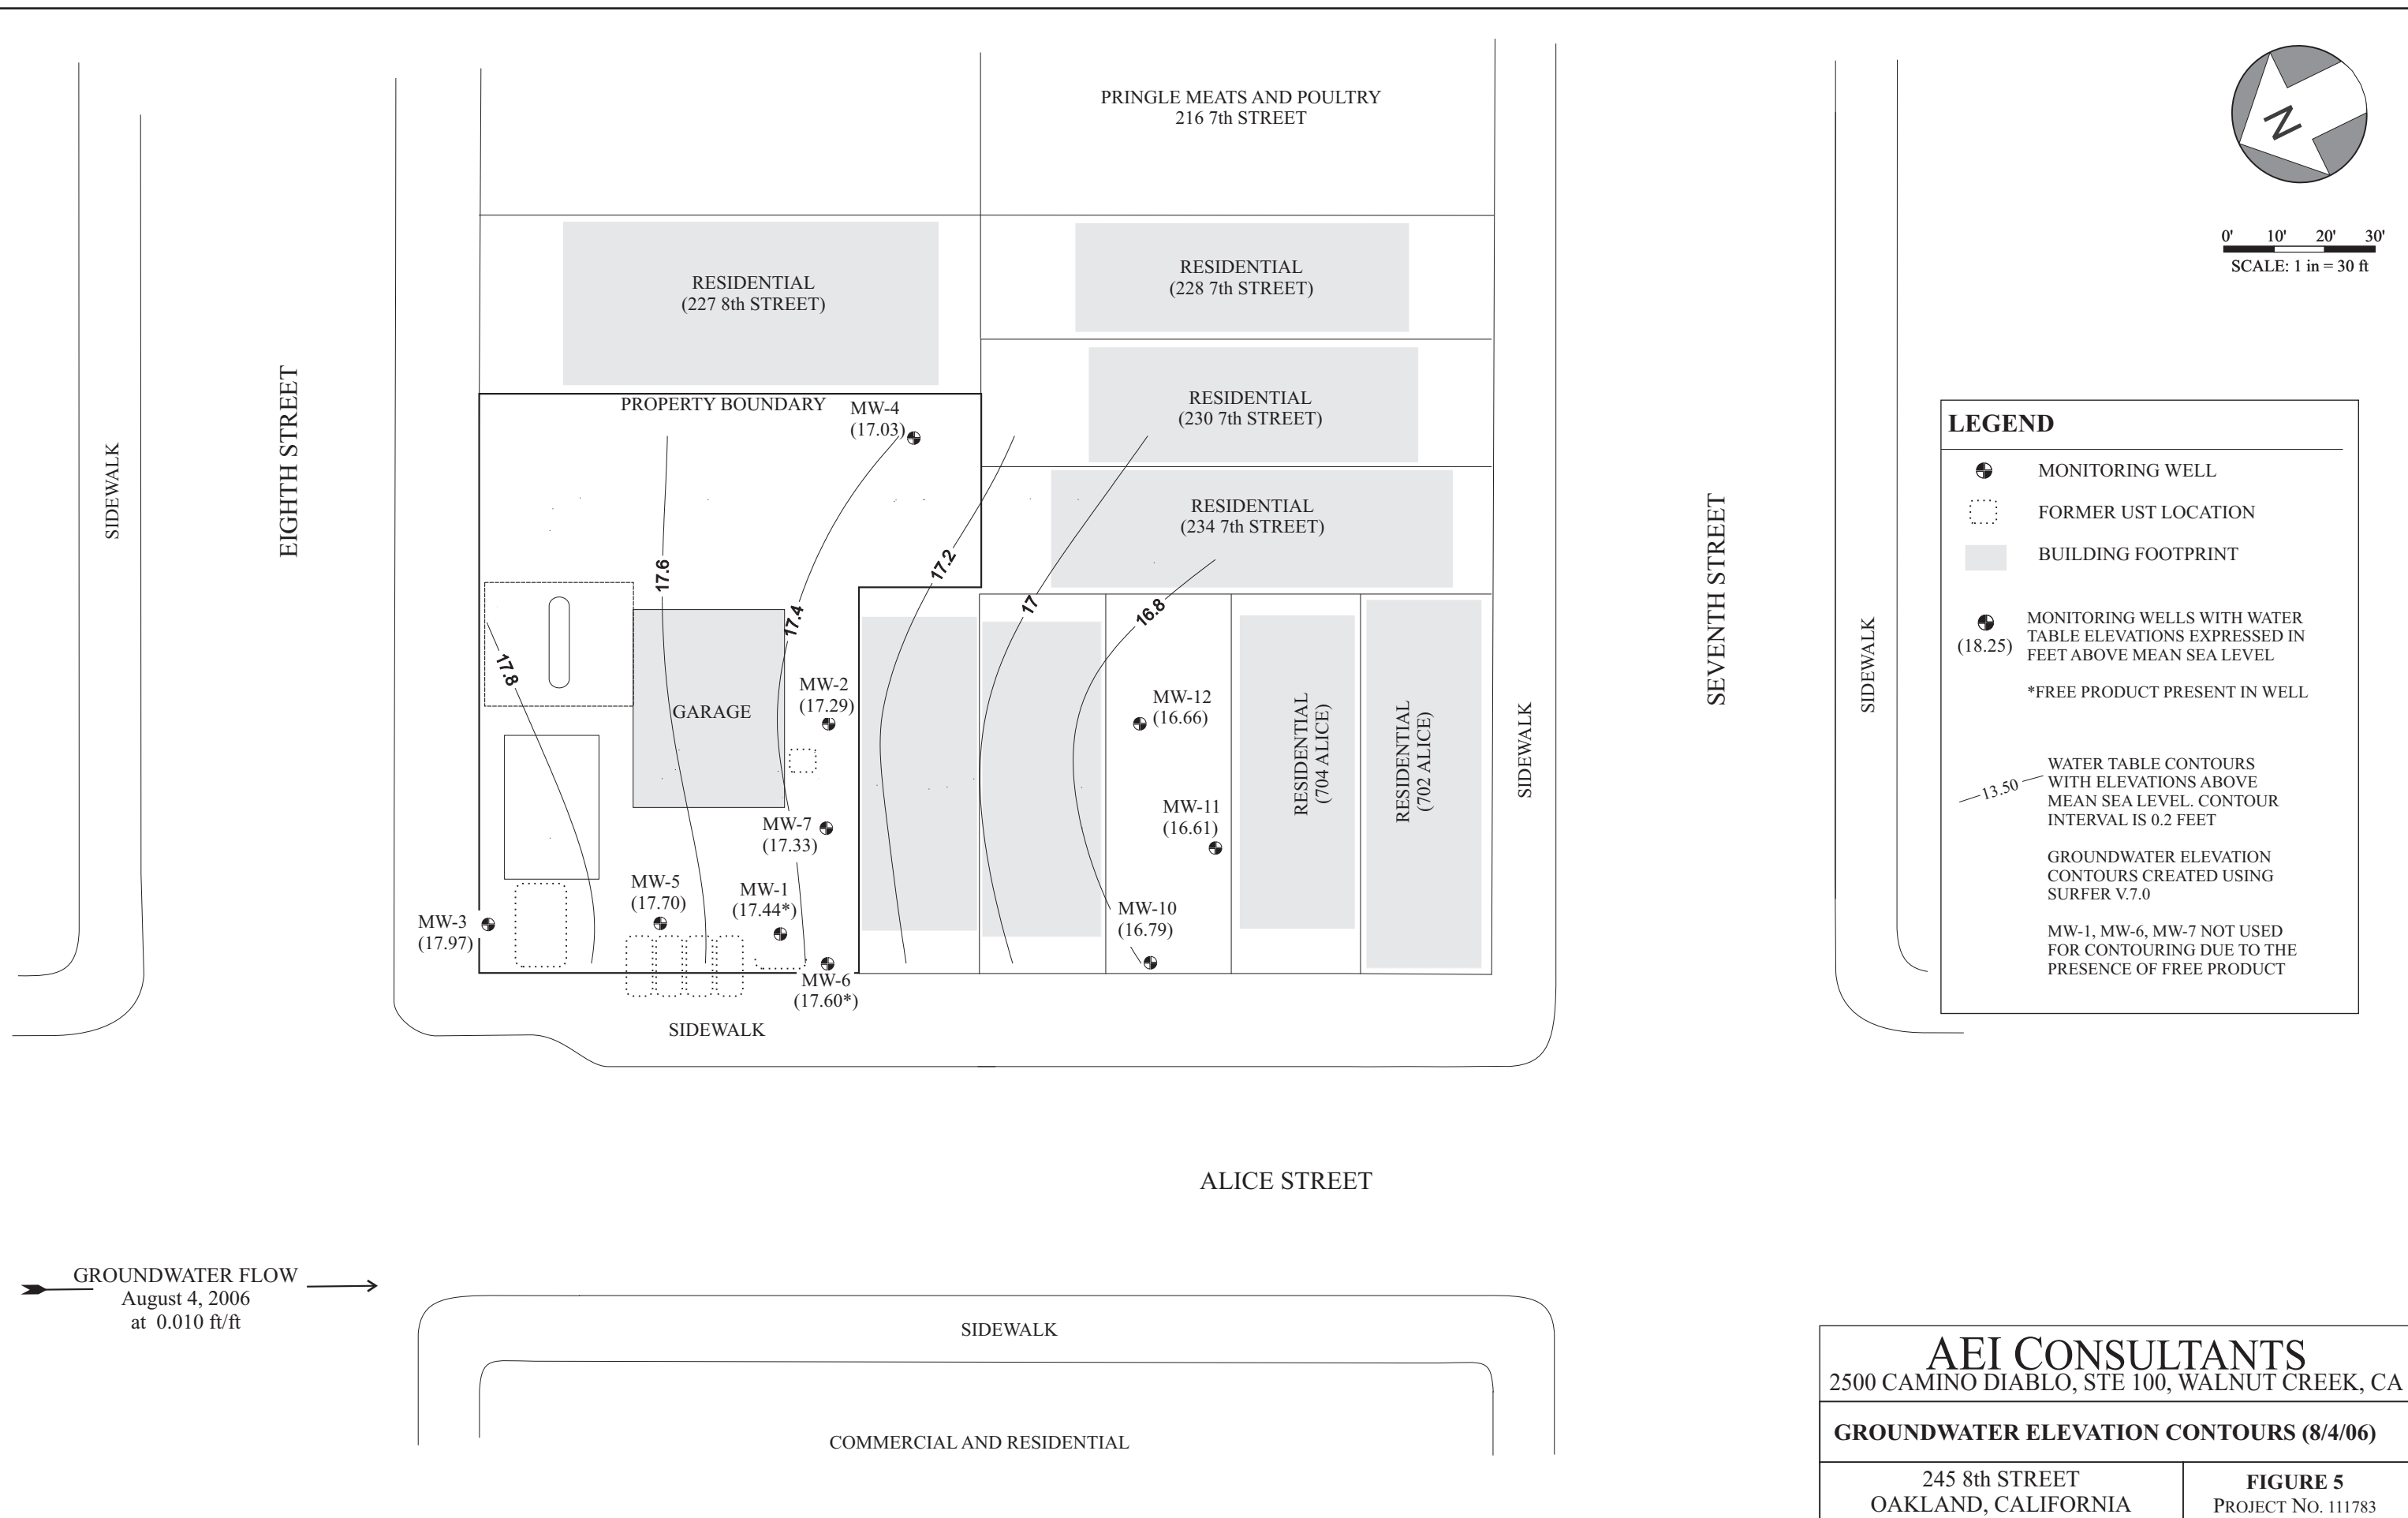 PRINGLE MEATS AND POULTRY
216 7th STREET
N
0' 10' 20' 30'
SCALE: 1 in = 30 ft
RESIDENTIAL
(227 8th STREET)
RESIDENTIAL
(228 7th STREET)
SIDEWALK
EIGHTH STREET
PROPERTY BOUNDARY
MW-4
(17.03)
RESIDENTIAL
(230 7th STREET)
RESIDENTIAL
(234 7th STREET)
17.8
17.6
17.4
17.2
17
16.8
GARAGE
MW-2
(17.29)
MW-12
(16.66)
MW-7
(17.33)
MW-11
(16.61)
RESIDENTIAL
(704 ALICE)
RESIDENTIAL
(702 ALICE)
SIDEWALK
SEVENTH STREET
SIDEWALK
MW-3
(17.97)
MW-5
(17.70)
MW-1
(17.44*)
MW-10
(16.79)
MW-6
(17.60*)
SIDEWALK
LEGEND
MONITORING WELL
FORMER UST LOCATION
BUILDING FOOTPRINT
(18.25)
MONITORING WELLS WITH WATER
TABLE ELEVATIONS EXPRESSED IN
FEET ABOVE MEAN SEA LEVEL
*FREE PRODUCT PRESENT IN WELL
13.50
WATER TABLE CONTOURS
WITH ELEVATIONS ABOVE
MEAN SEA LEVEL. CONTOUR
INTERVAL IS 0.2 FEET
GROUNDWATER ELEVATION
CONTOURS CREATED USING
SURFER V.7.0
MW-1, MW-6, MW-7 NOT USED
FOR CONTOURING DUE TO THE
PRESENCE OF FREE PRODUCT
ALICE STREET
GROUNDWATER FLOW
August 4, 2006
at 0.010 ft/ft
SIDEWALK
COMMERCIAL AND RESIDENTIAL
AEI CONSULTANTS
2500 CAMINO DIABLO, STE 100, WALNUT CREEK, CA
GROUNDWATER ELEVATION CONTOURS (8/4/06)
245 8th STREET
OAKLAND, CALIFORNIA
FIGURE 5
PROJECT NO. 111783